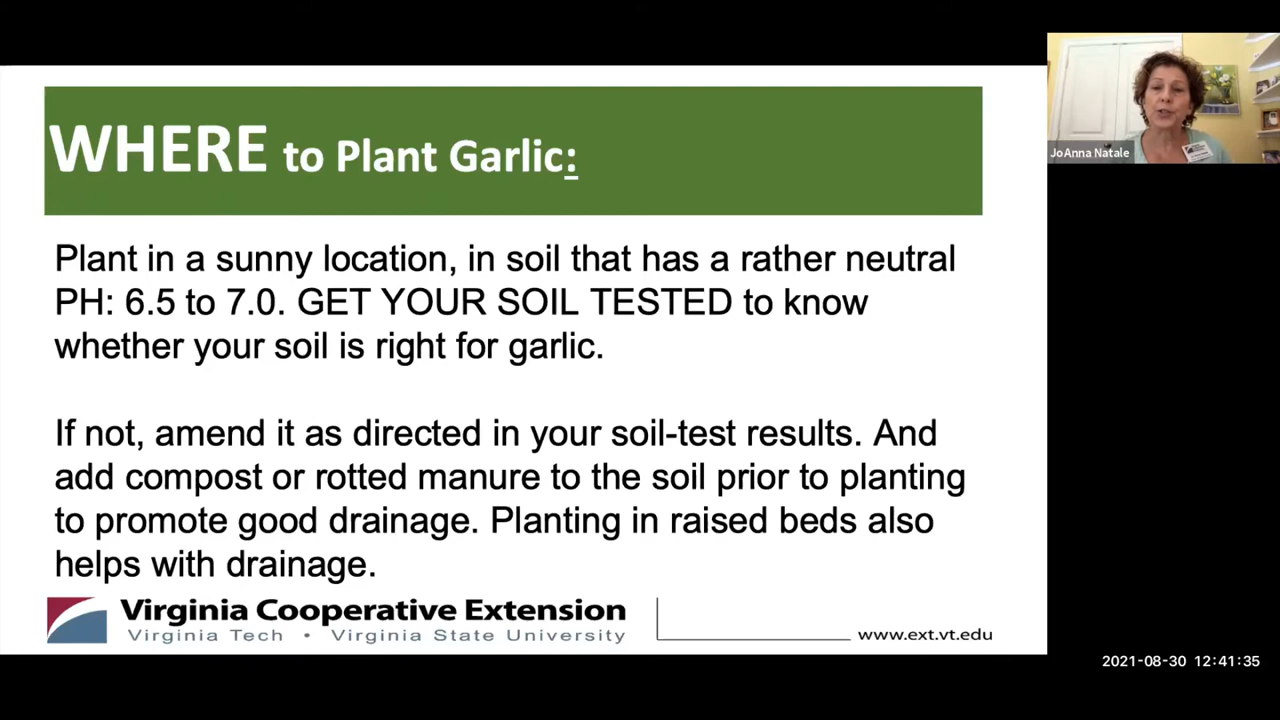 WHERE to Plant Garlic:
JoAnna Natale
Plant in a sunny location, in soil that has a rather neutral
PH: 6.5 to 7.0. GET YOUR SOIL TESTED to know
whether your soil is right for garlic.
If not, amend it as directed in your soil-test results. And
add compost or rotted manure to the soil prior to planting
to promote good drainage. Planting in raised beds also
helps with drainage.
Virginia Cooperative Extension
Virginia Tech • Virginia State University
www.ext.vt.edu
2021-08-30 12:41:35